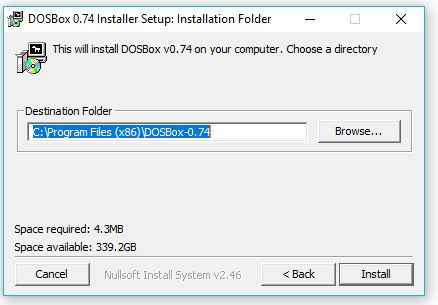 DOSBox 0.74 Installer Setup: Installation Folder
This will install DOSBox v0.74 on your computer. Choose a directory
Destination Folder
C:\Program Files (x86)\DOSBox-0.74
Browse...
Space required: 4.3MB
Space available: 339.2GB
Cancel
Nullsoft Install System v2.46
< Back
Install